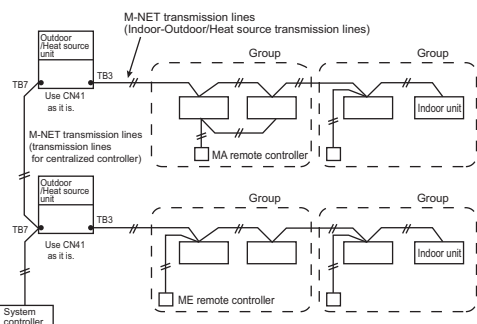 M-NET transmission lines
(Indoor-Outdoor/Heat source transmission lines)
Outdoor
/Heat source
unit
TB7
TB3
Use CN41
as it is.
Group
Group
Indoor unit
MA remote controller
M-NET transmission lines
(transmission lines
for centralized controller)
Outdoor
/Heat source
unit
TB7
TB3
Use CN41
as it is.
Group
Group
Indoor unit
ME remote controller
System
controller